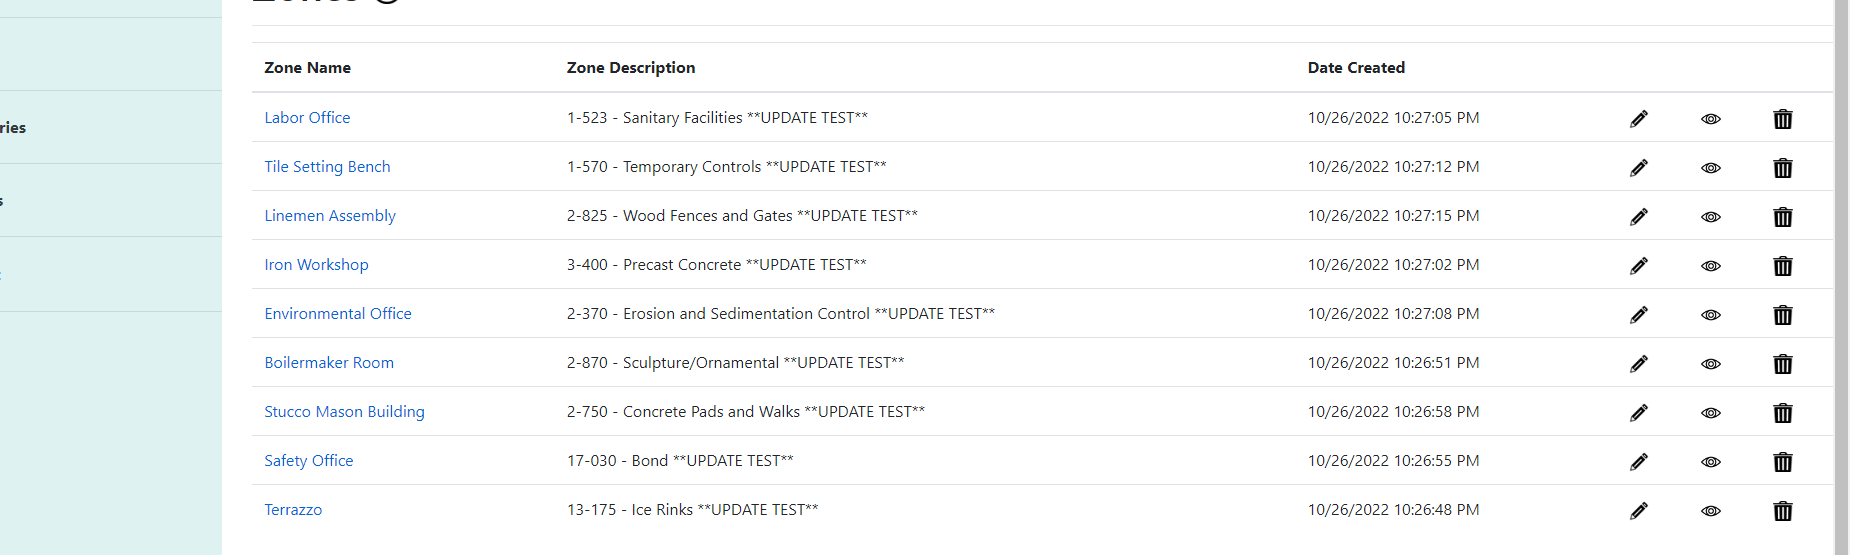 ries
s
Zone Name Zone Description Date Created
Labor Office 1-523 - Sanitary Facilities **UPDATE TEST** 10/26/2022 10:27:05 PM
Tile Setting Bench 1-570 - Temporary Controls **UPDATE TEST** 10/26/2022 10:27:12 PM
Linemen Assembly 2-825 - Wood Fences and Gates **UPDATE TEST** 10/26/2022 10:27:15 PM
Iron Workshop 3-400 - Precast Concrete **UPDATE TEST** 10/26/2022 10:27:02 PM
Environmental Office 2-370 - Erosion and Sedimentation Control **UPDATE TEST** 10/26/2022 10:27:08 PM
Boilermaker Room 2-870 - Sculpture/Ornamental **UPDATE TEST** 10/26/2022 10:26:51 PM
Stucco Mason Building 2-750 - Concrete Pads and Walks **UPDATE TEST** 10/26/2022 10:26:58 PM
Safety Office 17-030 - Bond **UPDATE TEST** 10/26/2022 10:26:55 PM
Terrazzo 13-175 - Ice Rinks **UPDATE TEST** 10/26/2022 10:26:48 PM